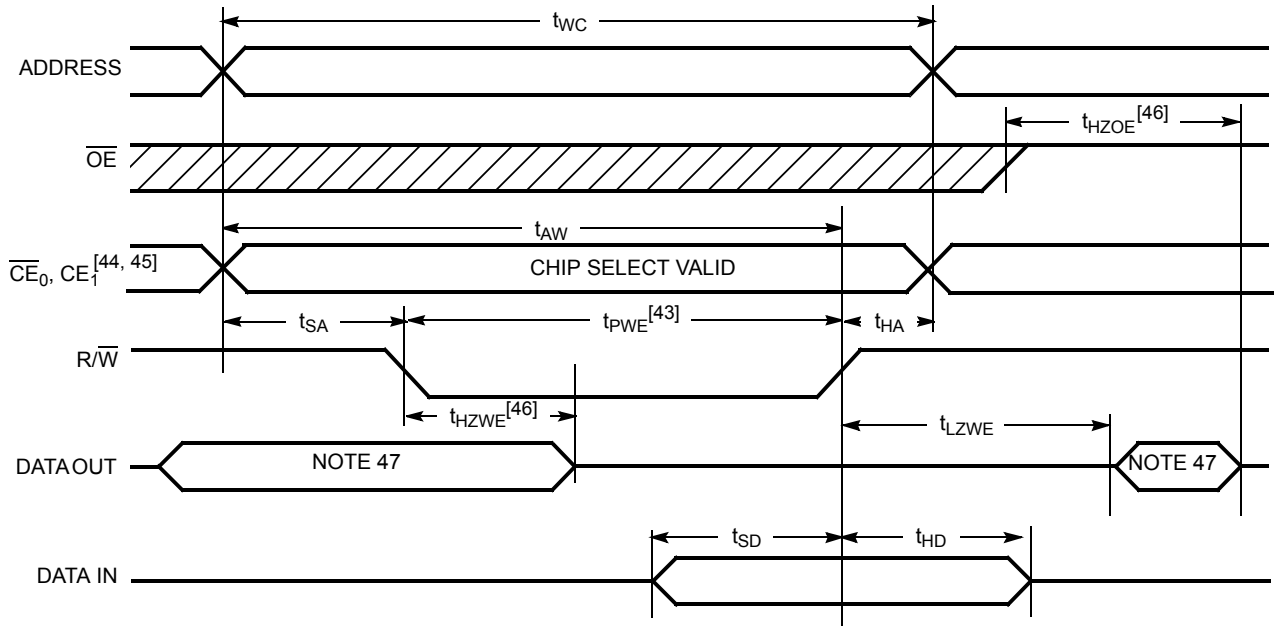 tWC
ADDRESS
tHZOE[46]
OE
tAW
CE0, CE1[44, 45]
CHIP SELECT VALID
tSA
tPWE[43]
tHA
R/W
tHZWE[46]
tLZWE
DATA OUT
NOTE 47
NOTE 47
tSD
tHD
DATA IN